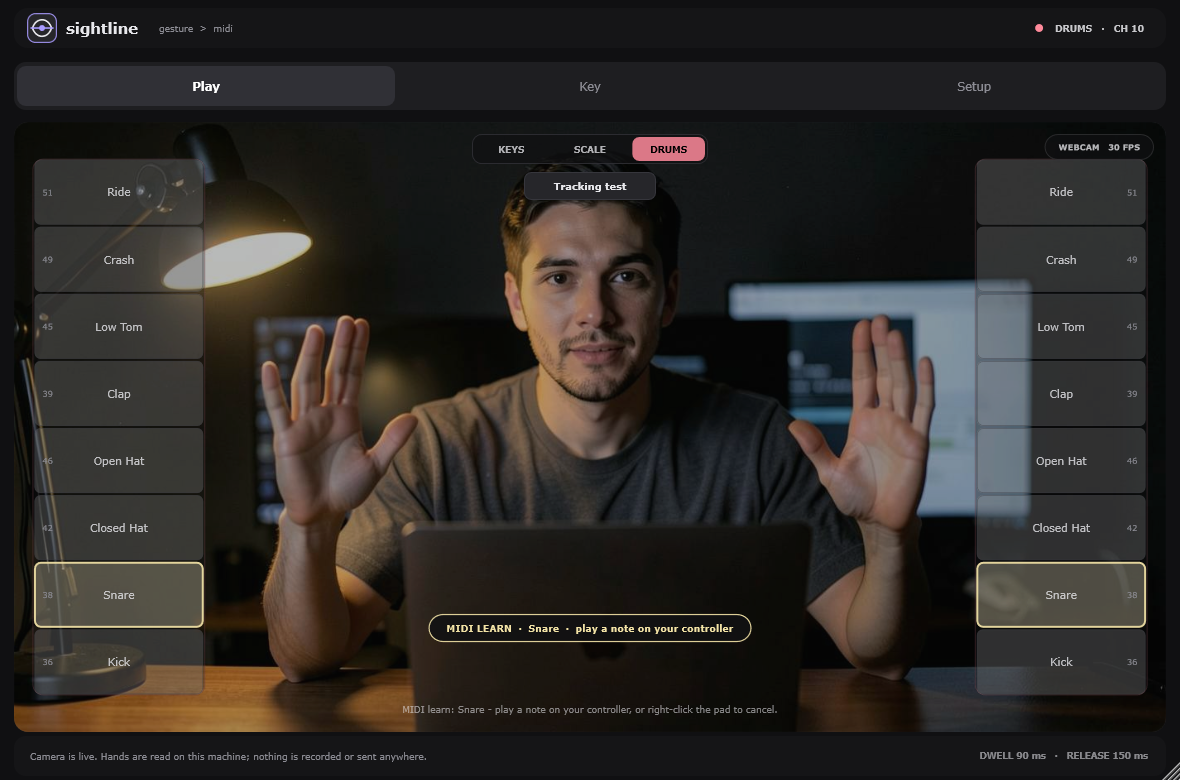 sightline gesture > midi DRUMS · CH 10
Play Key Setup
KEYS SCALE DRUMS
WEBCAM 30 FPS
Tracking test
51 Ride
49 Crash
45 Low Tom
39 Clap
46 Open Hat
42 Closed Hat
38 Snare
36 Kick
Ride 51
Crash 49
Low Tom 45
Clap 39
Open Hat 46
Closed Hat 42
Snare 38
Kick 36
MIDI LEARN · Snare · play a note on your controller
MIDI learn: Snare - play a note on your controller, or right-click the pad to cancel.
Camera is live. Hands are read on this machine; nothing is recorded or sent anywhere.
DWELL 90 ms · RELEASE 150 ms